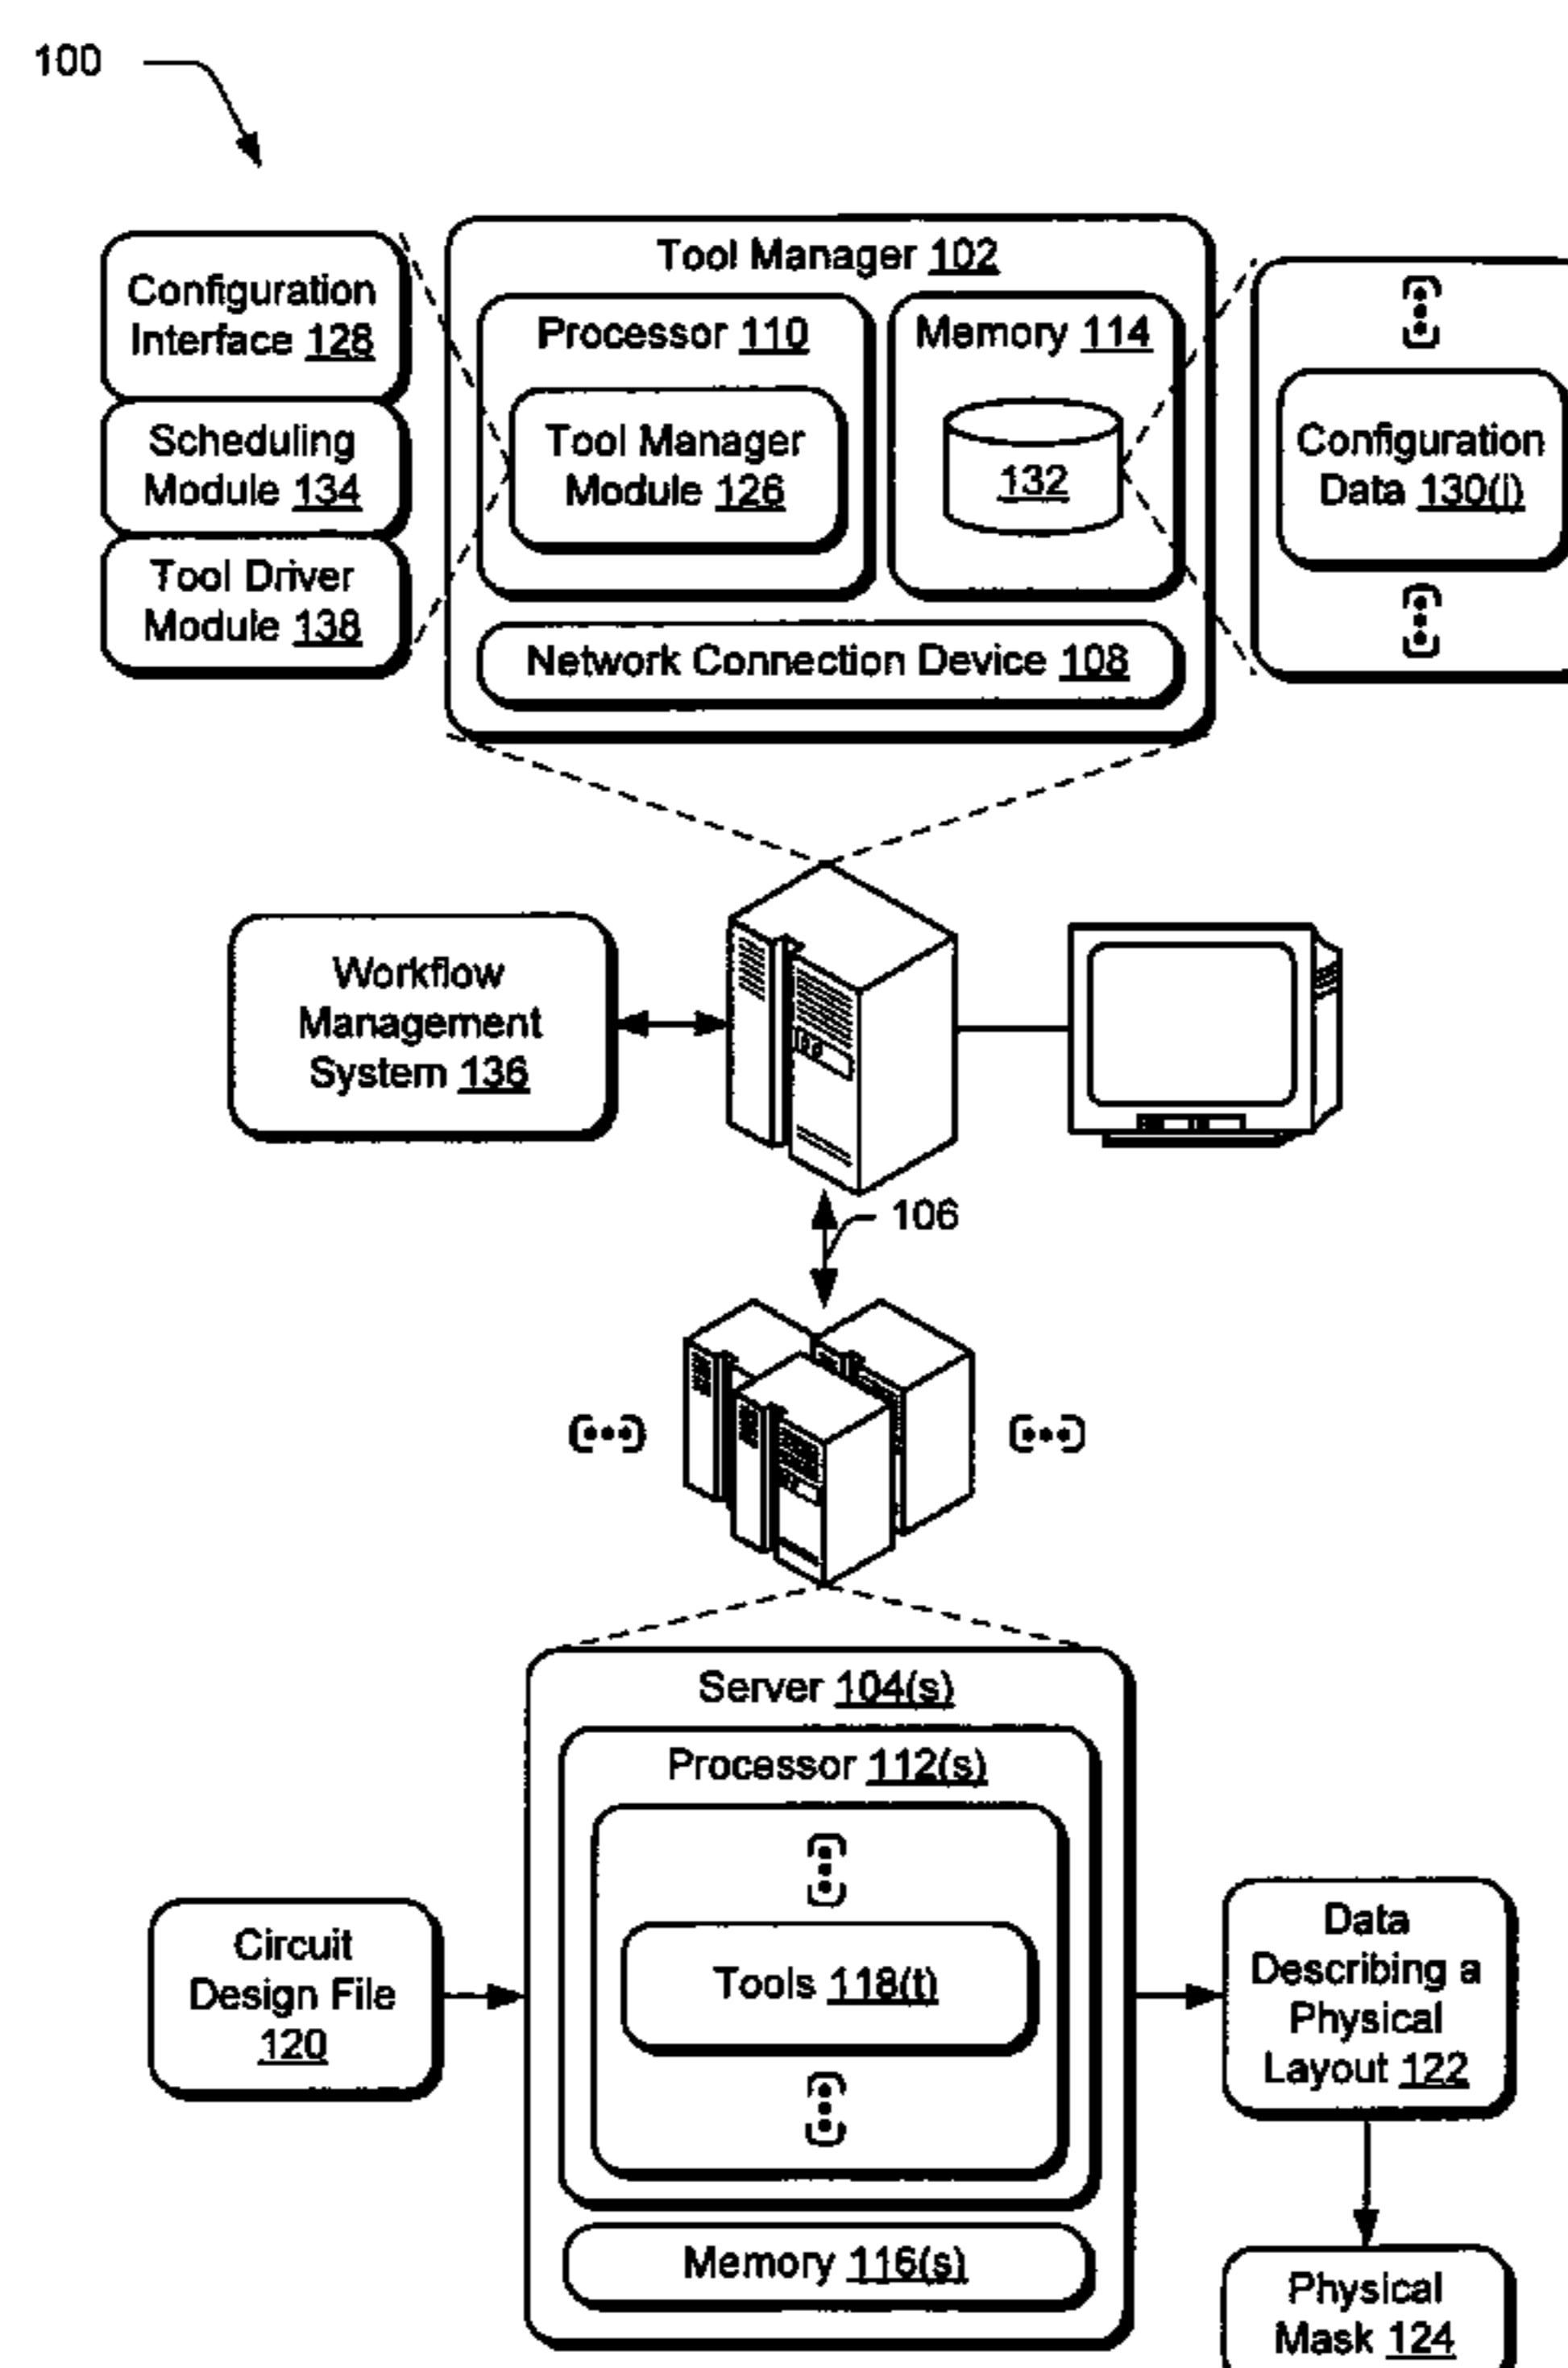 100
Tool Manager 102
Configuration
Interface 128
Scheduling
Module 134
Tool Driver
Module 138
Processor 110
Tool Manager
Module 126
Memory 114
132
Configuration
Data 130(j)
Network Connection Device 108
Workflow
Management
System 136
106
Server 104(s)
Processor 112(s)
Tools 118(t)
Memory 116(s)
Circuit
Design File
120
Data
Describing a
Physical
Layout 122
Physical
Mask 124